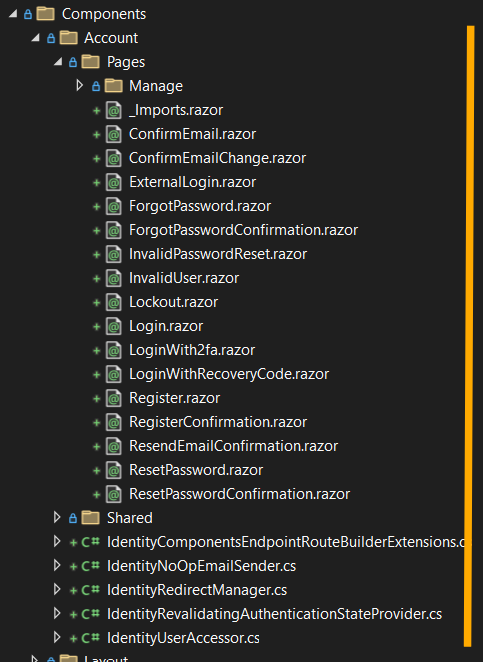 Components
Account
Pages
Manage
_Imports.razor
ConfirmEmail.razor
ConfirmEmailChange.razor
ExternalLogin.razor
ForgotPassword.razor
ForgotPasswordConfirmation.razor
InvalidPasswordReset.razor
InvalidUser.razor
Lockout.razor
Login.razor
LoginWith2fa.razor
LoginWithRecoveryCode.razor
Register.razor
RegisterConfirmation.razor
ResendEmailConfirmation.razor
ResetPassword.razor
ResetPasswordConfirmation.razor
Shared
C# IdentityComponentsEndpointRouteBuilderExtensions.c
C# IdentityNoOpEmailSender.cs
C# IdentityRedirectManager.cs
C# IdentityRevalidatingAuthenticationStateProvider.cs
C# IdentityUserAccessor.cs
Layout